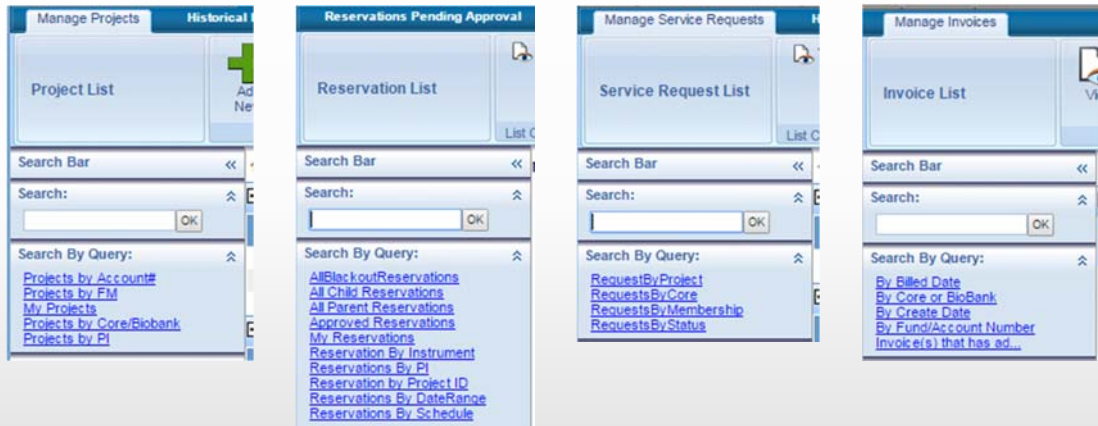 Manage Projects
Historical
Project List
Ad
Ne
Search Bar
Search:
OK
Search By Query:
Projects by Account#
Projects by FM
My Projects
Projects by Core/Biobank
Projects by PI
Reservations Pending Approval
Reservation List
List C
Search Bar
Search:
OK
Search By Query:
AllBlackoutReservations
All Child Reservations
All Parent Reservations
Approved Reservations
My Reservations
Reservation By Instrument
Reservations By PI
Reservation by Project ID
Reservations By DateRange
Reservations By Schedule
Manage Service Requests
H
Service Request List
List C
Search Bar
Search:
OK
Search By Query:
RequestByProject
RequestsByCore
RequestsByMembership
RequestsByStatus
Manage Invoices
Invoice List
Vi
Search Bar
Search:
OK
Search By Query:
By Billed Date
By Core or BioBank
By Create Date
By Fund/Account Number
Invoice(s) that has ad...